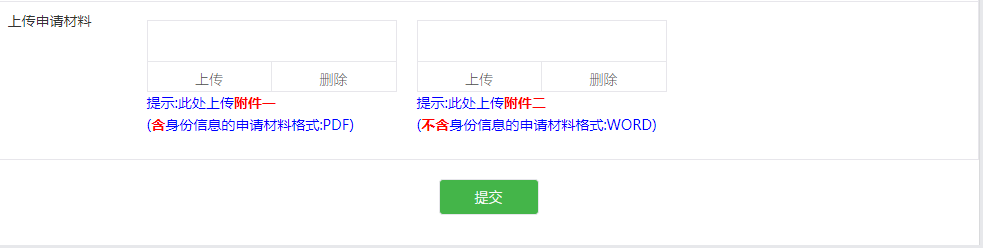 上传申请材料
上传 删除 上传 删除
提示:此处上传附件一 提示:此处上传附件二
(含身份信息的申请材料格式:PDF) (不含身份信息的申请材料格式:WORD)
提交